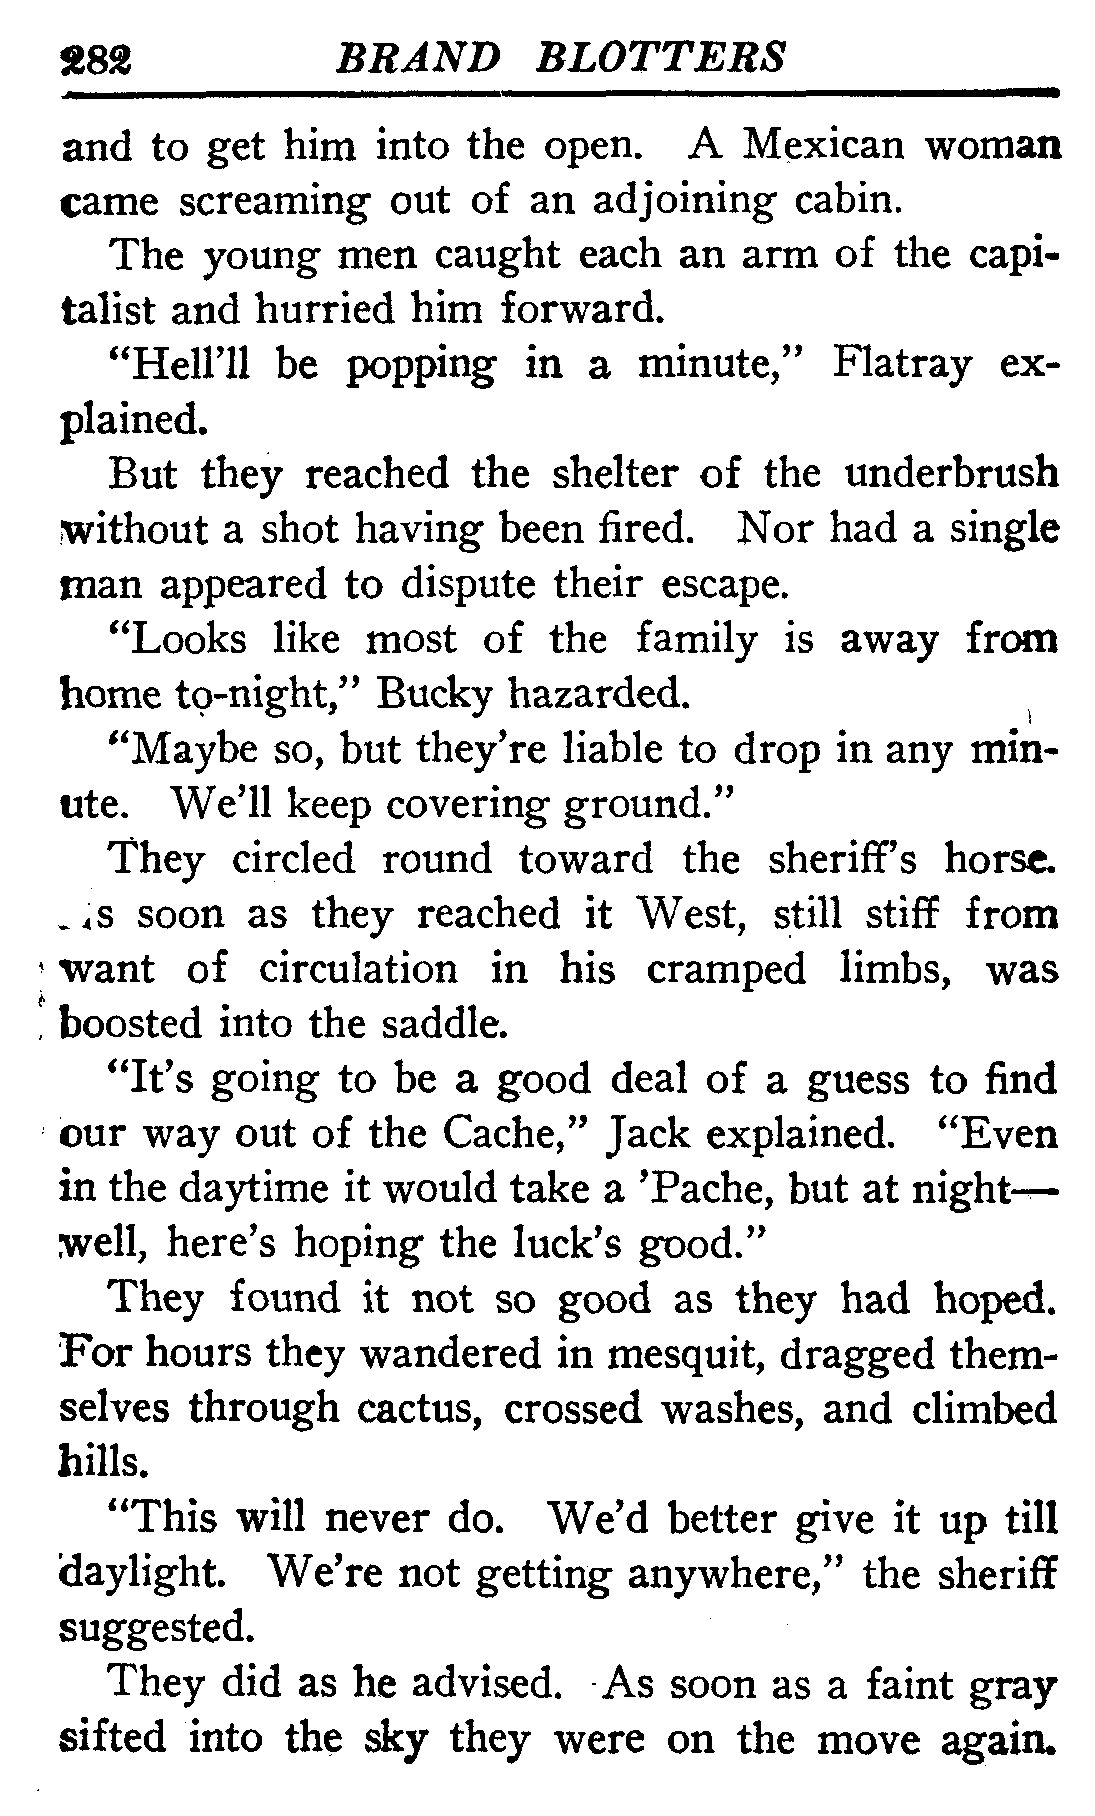 282 BRAND BLOTTERS
and to get him into the open. A Mexican woman
came screaming out of an adjoining cabin.
The young men caught each an arm of the capi-
talist and hurried him forward.
“Hell’ll be popping in a minute,” Flatray ex-
plained.
But they reached the shelter of the underbrush
without a shot having been fired. Nor had a single
man appeared to dispute their escape.
“Looks like most of the family is away from
home to-night,” Bucky hazarded.
“Maybe so, but they’re liable to drop in any min-
ute. We’ll keep covering ground.”
They circled round toward the sheriff’s horse.
s soon as they reached it West, still stiff from
want of circulation in his cramped limbs, was
boosted into the saddle.
“It’s going to be a good deal of a guess to find
our way out of the Cache,” Jack explained. “Even
in the daytime it would take a ’Pache, but at night—
well, here’s hoping the luck’s good.”
They found it not so good as they had hoped.
For hours they wandered in mesquit, dragged them-
selves through cactus, crossed washes, and climbed
hills.
“This will never do. We’d better give it up till
daylight. We’re not getting anywhere,” the sheriff
suggested.
They did as he advised. As soon as a faint gray
sifted into the sky they were on the move again.